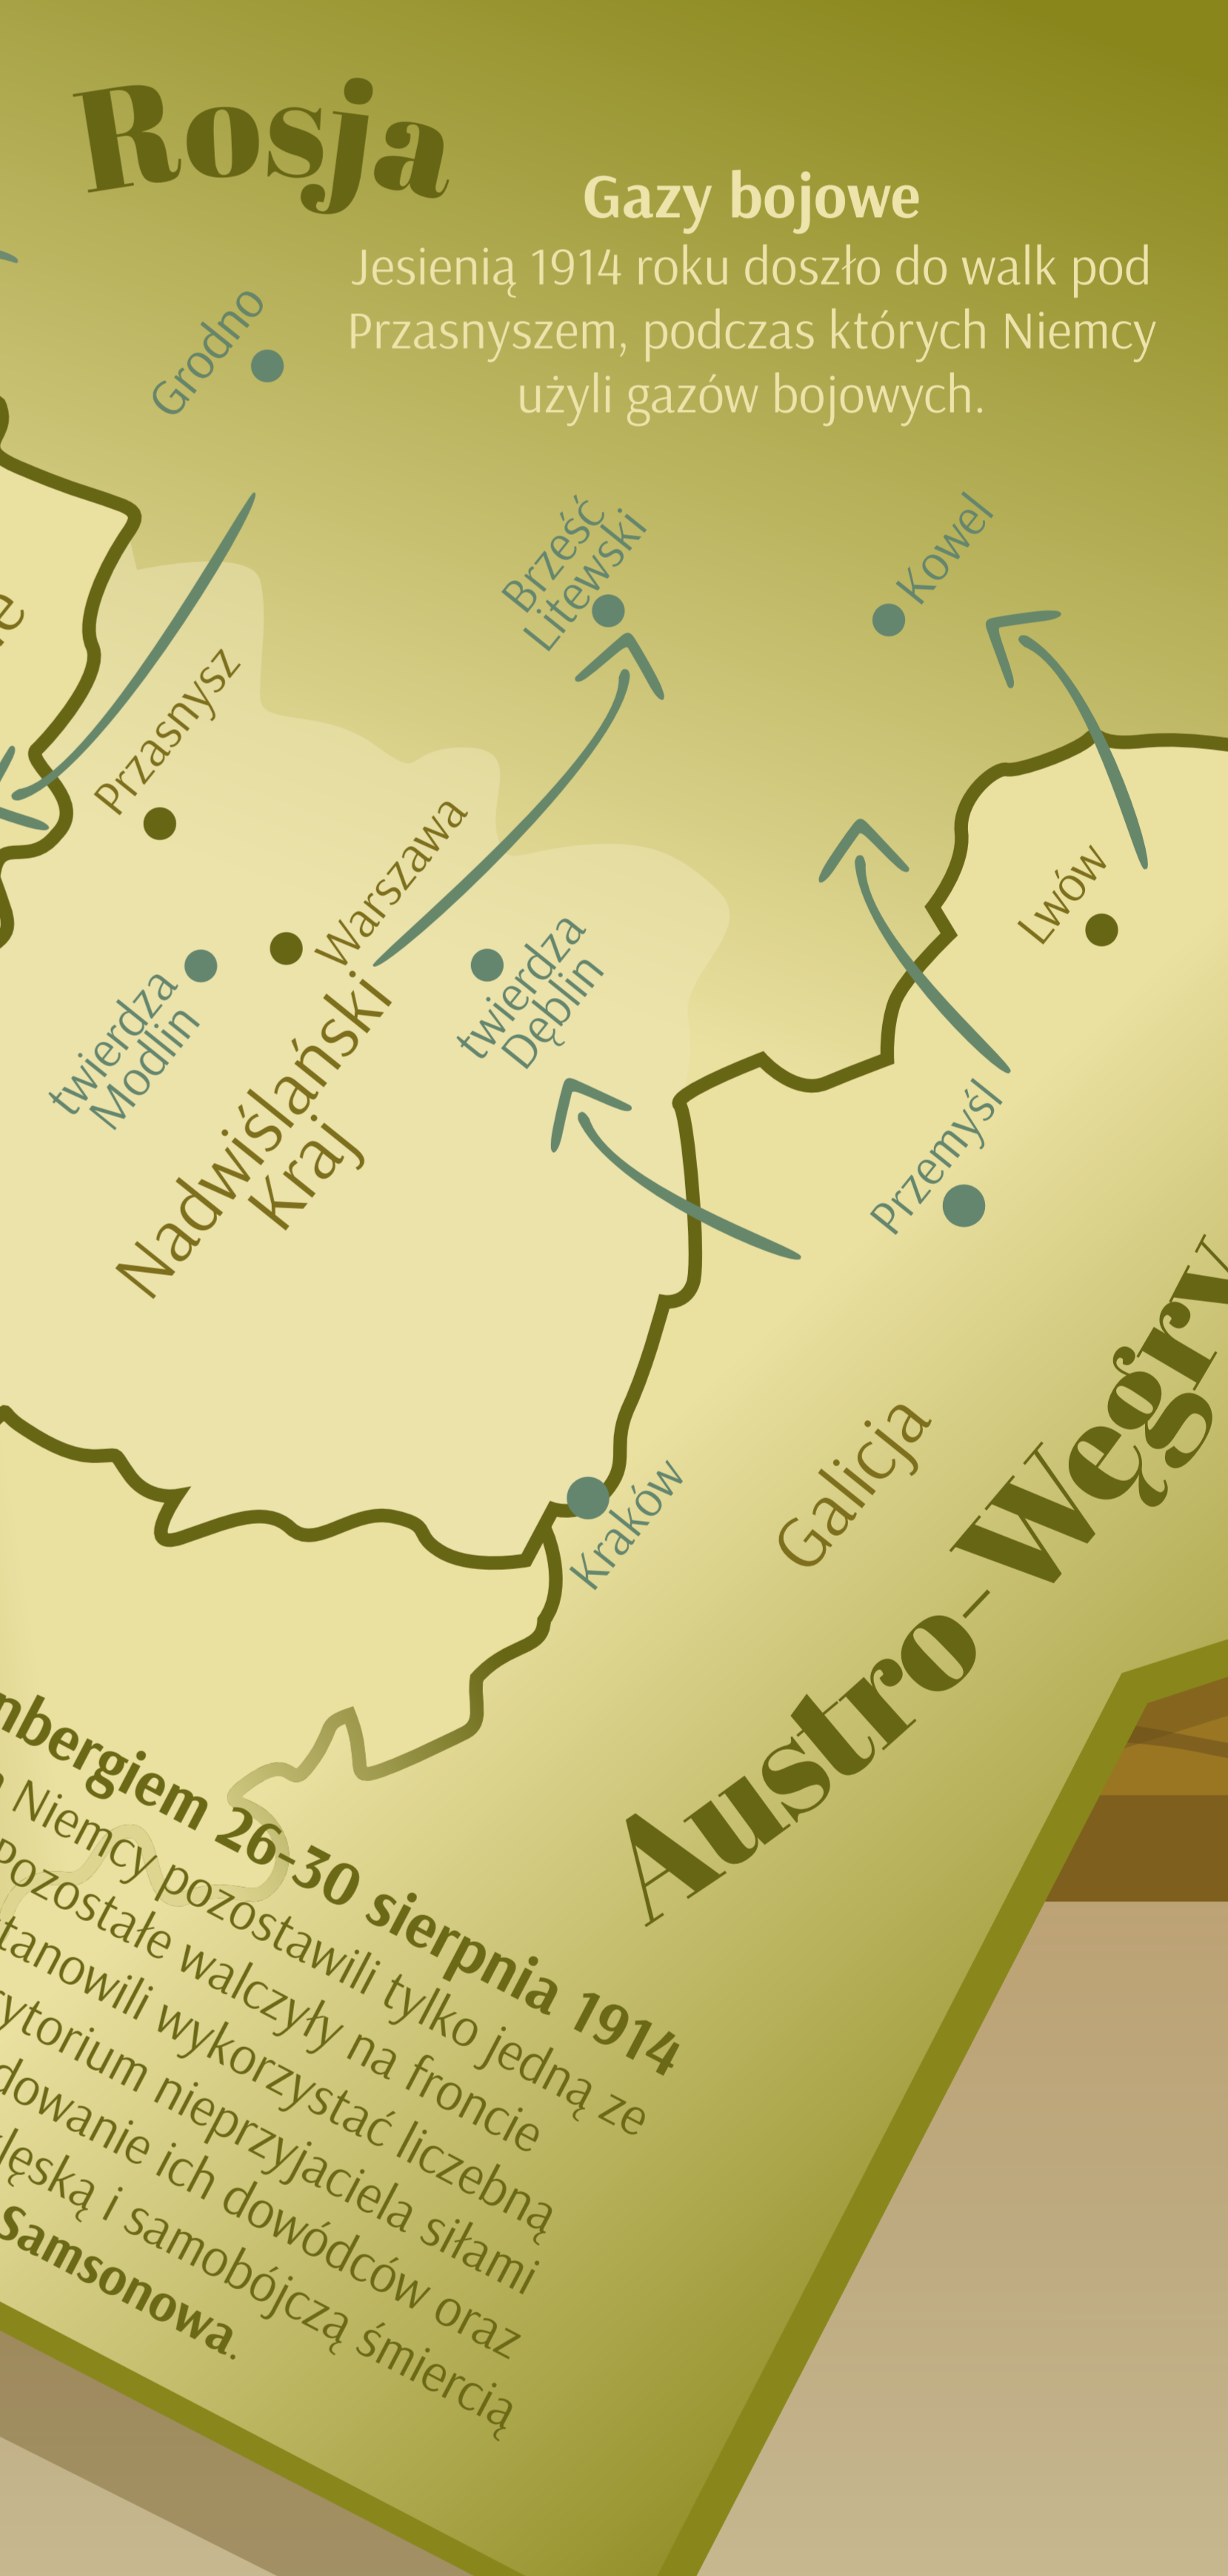 Rosja
Gazy bojowe
Jesienią 1914 roku doszło do walk pod
Przasnyszem, podczas których Niemcy
użyli gazów bojowych.
Grodno
Brześć
Litewski
Kowel
Przasnysz
Warszawa
Lwów
twierdza
Modlin
twierdza
Dęblin
Nadwiślański
Kraj
Przemyśl
Galicja
Kraków
Austro-Węgry
nbergiem 26-30 sierpnia 1914
Niemcy pozostawili tylko jedną ze
Pozostałe walczyły na froncie
tanowili wykorzystać liczebną
ytorium nieprzyjaciela siłami
dowanie ich dowódców oraz
lęską i samobójczą śmiercią
Samsonowa.